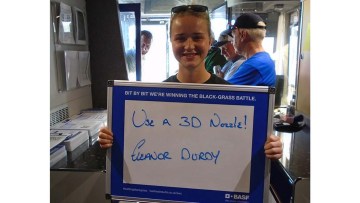 BIT BY BIT WE'RE WINNING THE BLACK-GRASS BATTLE.
Use a 3D Nozzle!
ELEANOR DURDY
BASF